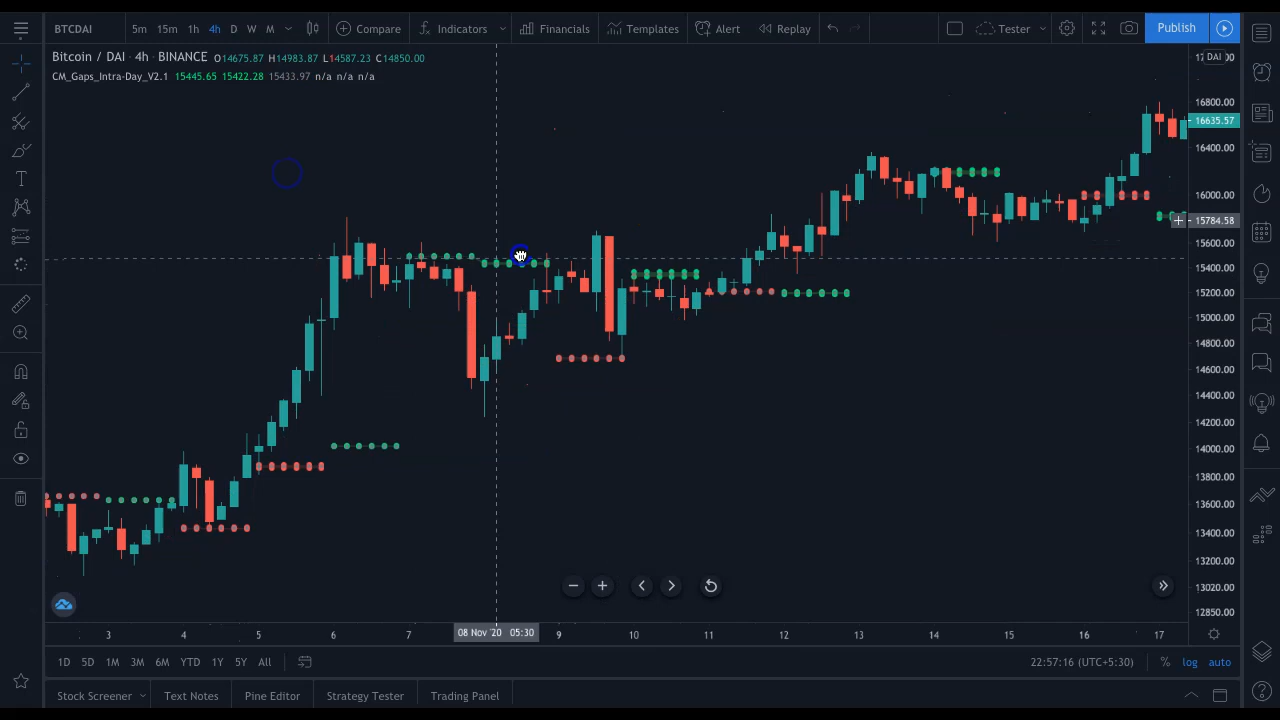 BTCDAI 5m 15m 1h 4h D W M Compare Indicators Financials Templates Alert Replay Tester Publish
Bitcoin / DAI · 4h · BINANCE O14675.87 H14983.87 L14587.23 C14850.00
CM_Gaps_Intra-Day_V2.1 15445.65 15422.28 15433.97 n/a n/a n/a
DAI
16800.00
16635.57
16400.00
16000.00
15784.58
15600.00
15400.00
15200.00
15000.00
14800.00
14600.00
14400.00
14200.00
14000.00
13800.00
13600.00
13400.00
13200.00
13020.00
12850.00
3 4 5 6 7 08 Nov '20 05:30 9 10 11 12 13 14 15 16 17
1D 5D 1M 3M 6M YTD 1Y 5Y All 22:57:16 (UTC+5:30) % log auto
Stock Screener Text Notes Pine Editor Strategy Tester Trading Panel